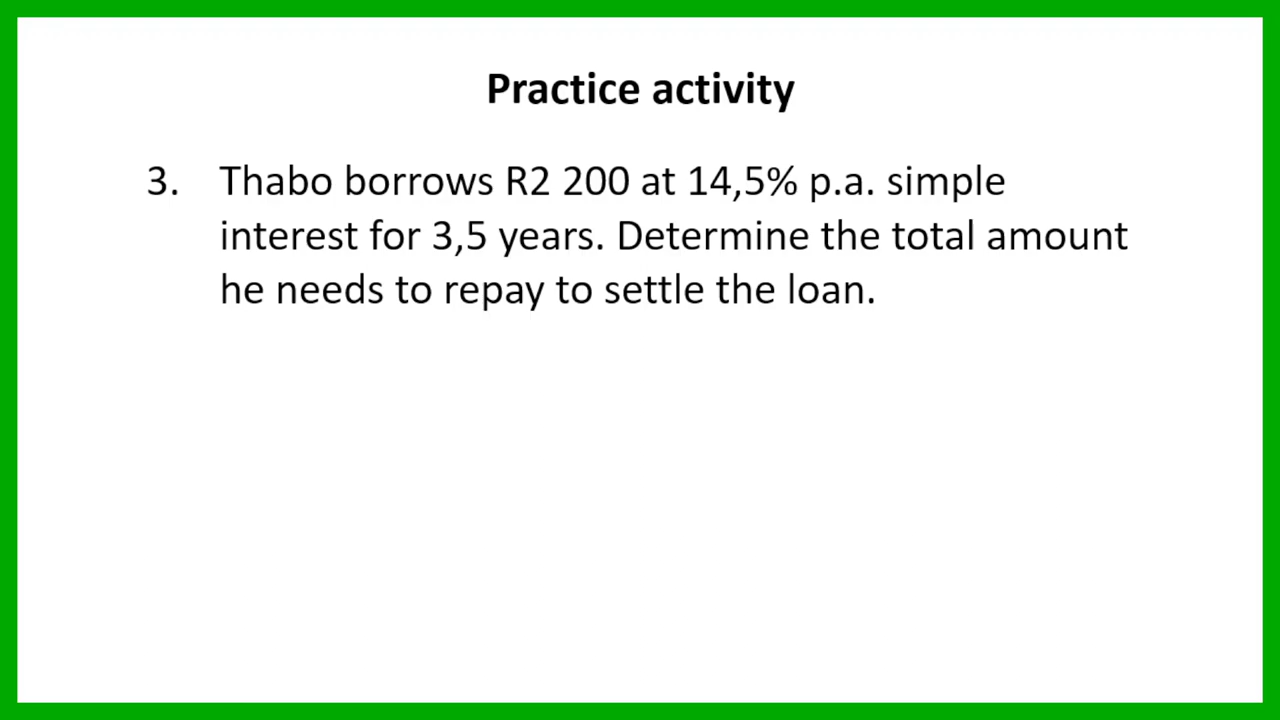 Practice activity
3. Thabo borrows R2 200 at 14,5% p.a. simple
interest for 3,5 years. Determine the total amount
he needs to repay to settle the loan.